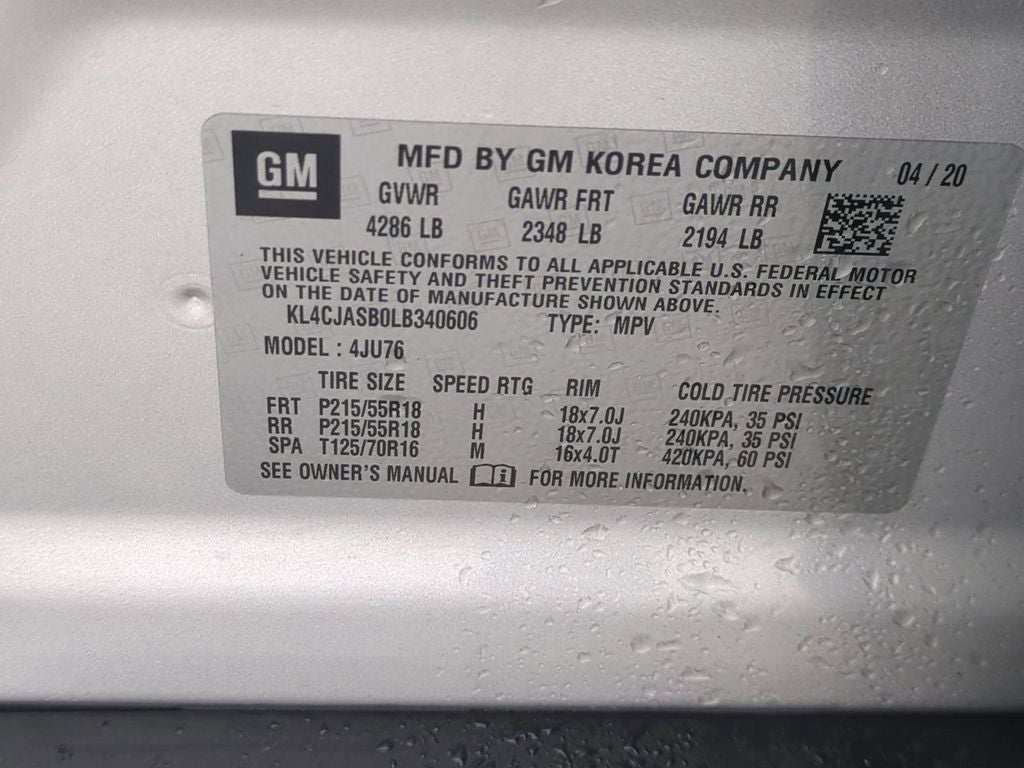 GM
MFD BY GM KOREA COMPANY 04 / 20
GVWR GAWR FRT GAWR RR
4286 LB 2348 LB 2194 LB
THIS VEHICLE CONFORMS TO ALL APPLICABLE U.S. FEDERAL MOTOR
VEHICLE SAFETY AND THEFT PREVENTION STANDARDS IN EFFECT
ON THE DATE OF MANUFACTURE SHOWN ABOVE.
KL4CJASB0LB340606 TYPE: MPV
MODEL : 4JU76
TIRE SIZE SPEED RTG RIM COLD TIRE PRESSURE
FRT P215/55R18 H 18x7.0J 240KPA, 35 PSI
RR P215/55R18 H 18x7.0J 240KPA, 35 PSI
SPA T125/70R16 M 16x4.0T 420KPA, 60 PSI
SEE OWNER'S MANUAL i FOR MORE INFORMATION.